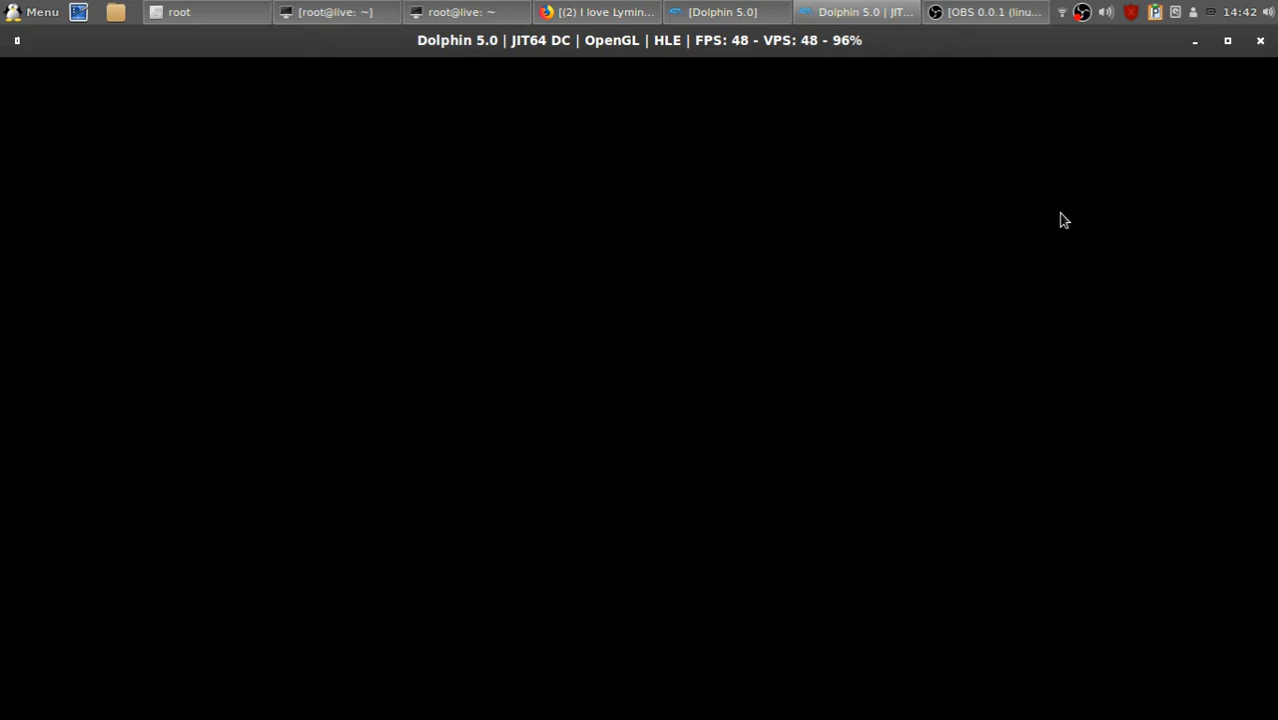 Menu root [root@live: ~] root@live: ~ [(2) I love Lymin... [Dolphin 5.0] Dolphin 5.0 | JIT... [OBS 0.0.1 (linu... P 14:42
Dolphin 5.0 | JIT64 DC | OpenGL | HLE | FPS: 48 - VPS: 48 - 96%